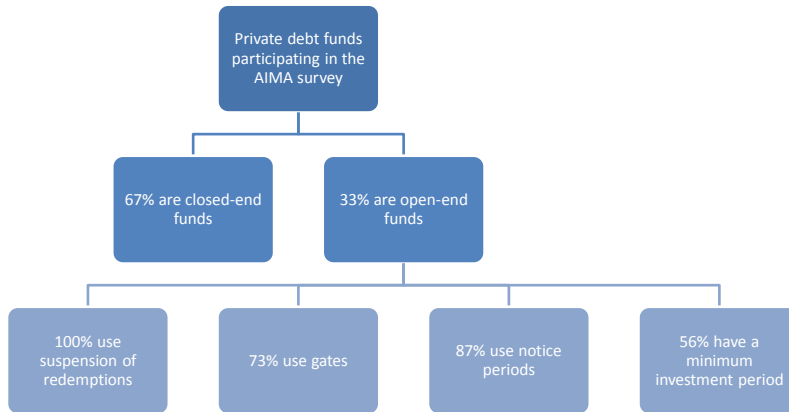 Private debt funds
participating in the
AIMA survey
67% are closed-end
funds
33% are open-end
funds
100% use
suspension of
redemptions
73% use gates
87% use notice
periods
56% have a
minimum
investment period